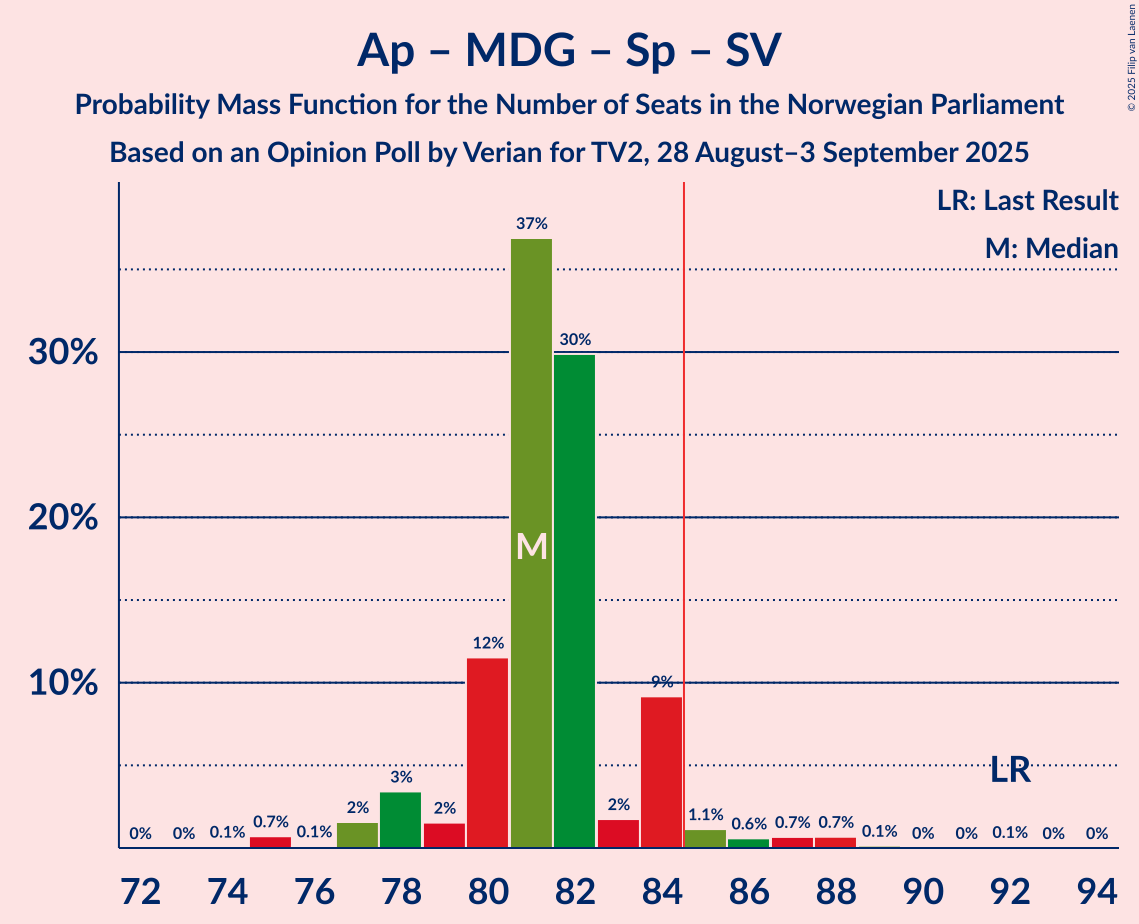 Ap – MDG – Sp – SV
Probability Mass Function for the Number of Seats in the Norwegian Parliament
Based on an Opinion Poll by Verian for TV2, 28 August–3 September 2025
© 2025 Filip van Laenen
LR: Last Result
M: Median
30%
20%
10%
0% 0% 0.1% 0.7% 0.1% 2% 3% 2% 12% 37% 30% 2% 9% 1.1% 0.6% 0.7% 0.7% 0.1% 0% 0% 0.1% 0% 0%
M
LR
72 74 76 78 80 82 84 86 88 90 92 94